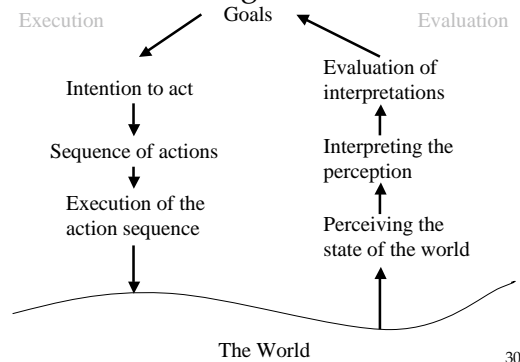 Execution
Goals
Evaluation
Intention to act
Sequence of actions
Execution of the
action sequence
Evaluation of
interpretations
Interpreting the
perception
Perceiving the
state of the world
The World
30